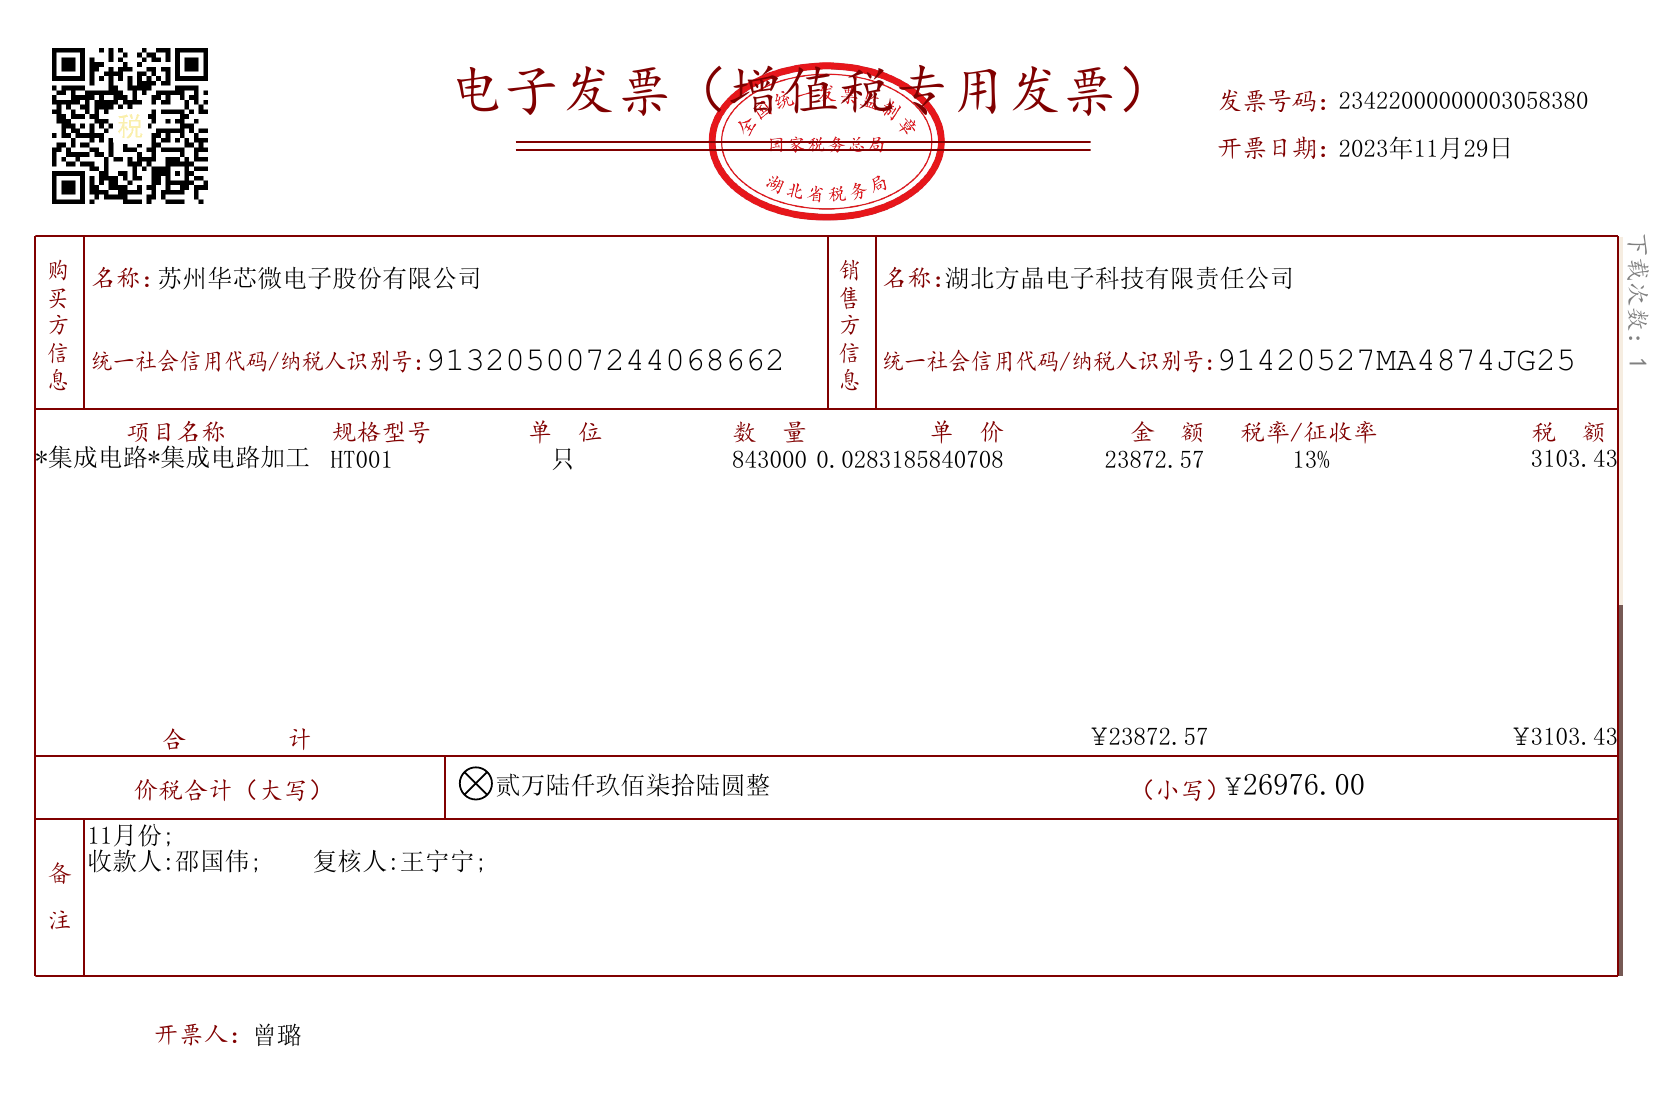 电子发票（增值税专用发票）
全国统一发票监制章
国家税务总局
湖北省税务局
发票号码：23422000000003058380
开票日期：2023年11月29日
税
下载次数：1
购买方信息
名称：苏州华芯微电子股份有限公司
统一社会信用代码/纳税人识别号：913205007244068662
销售方信息
名称：湖北方晶电子科技有限责任公司
统一社会信用代码/纳税人识别号：91420527MA4874JG25
项目名称 规格型号 单 位 数 量 单 价 金 额 税率/征收率 税 额
*集成电路*集成电路加工 HT001 只 843000 0.0283185840708 23872.57 13% 3103.43
合 计 ¥23872.57 ¥3103.43
价税合计（大写） ⊗贰万陆仟玖佰柒拾陆圆整 （小写）¥26976.00
备注
11月份;
收款人:邵国伟; 复核人:王宁宁;
开票人：曾璐